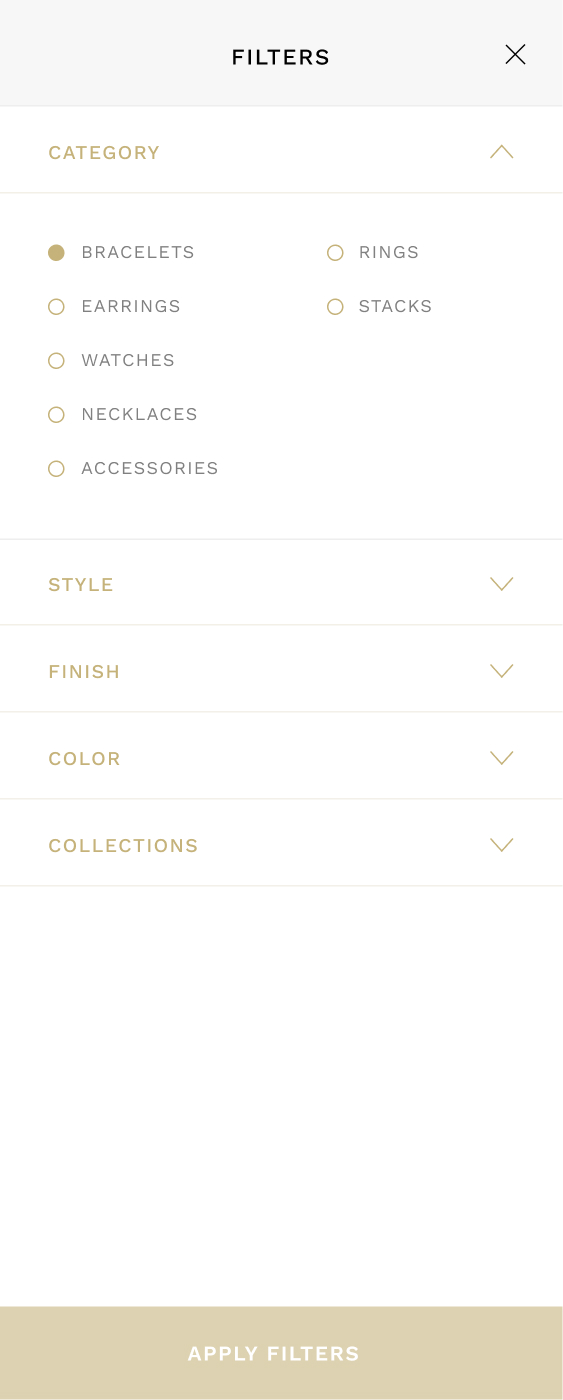 FILTERS
CATEGORY
BRACELETS
RINGS
EARRINGS
STACKS
WATCHES
NECKLACES
ACCESSORIES
STYLE
FINISH
COLOR
COLLECTIONS
APPLY FILTERS